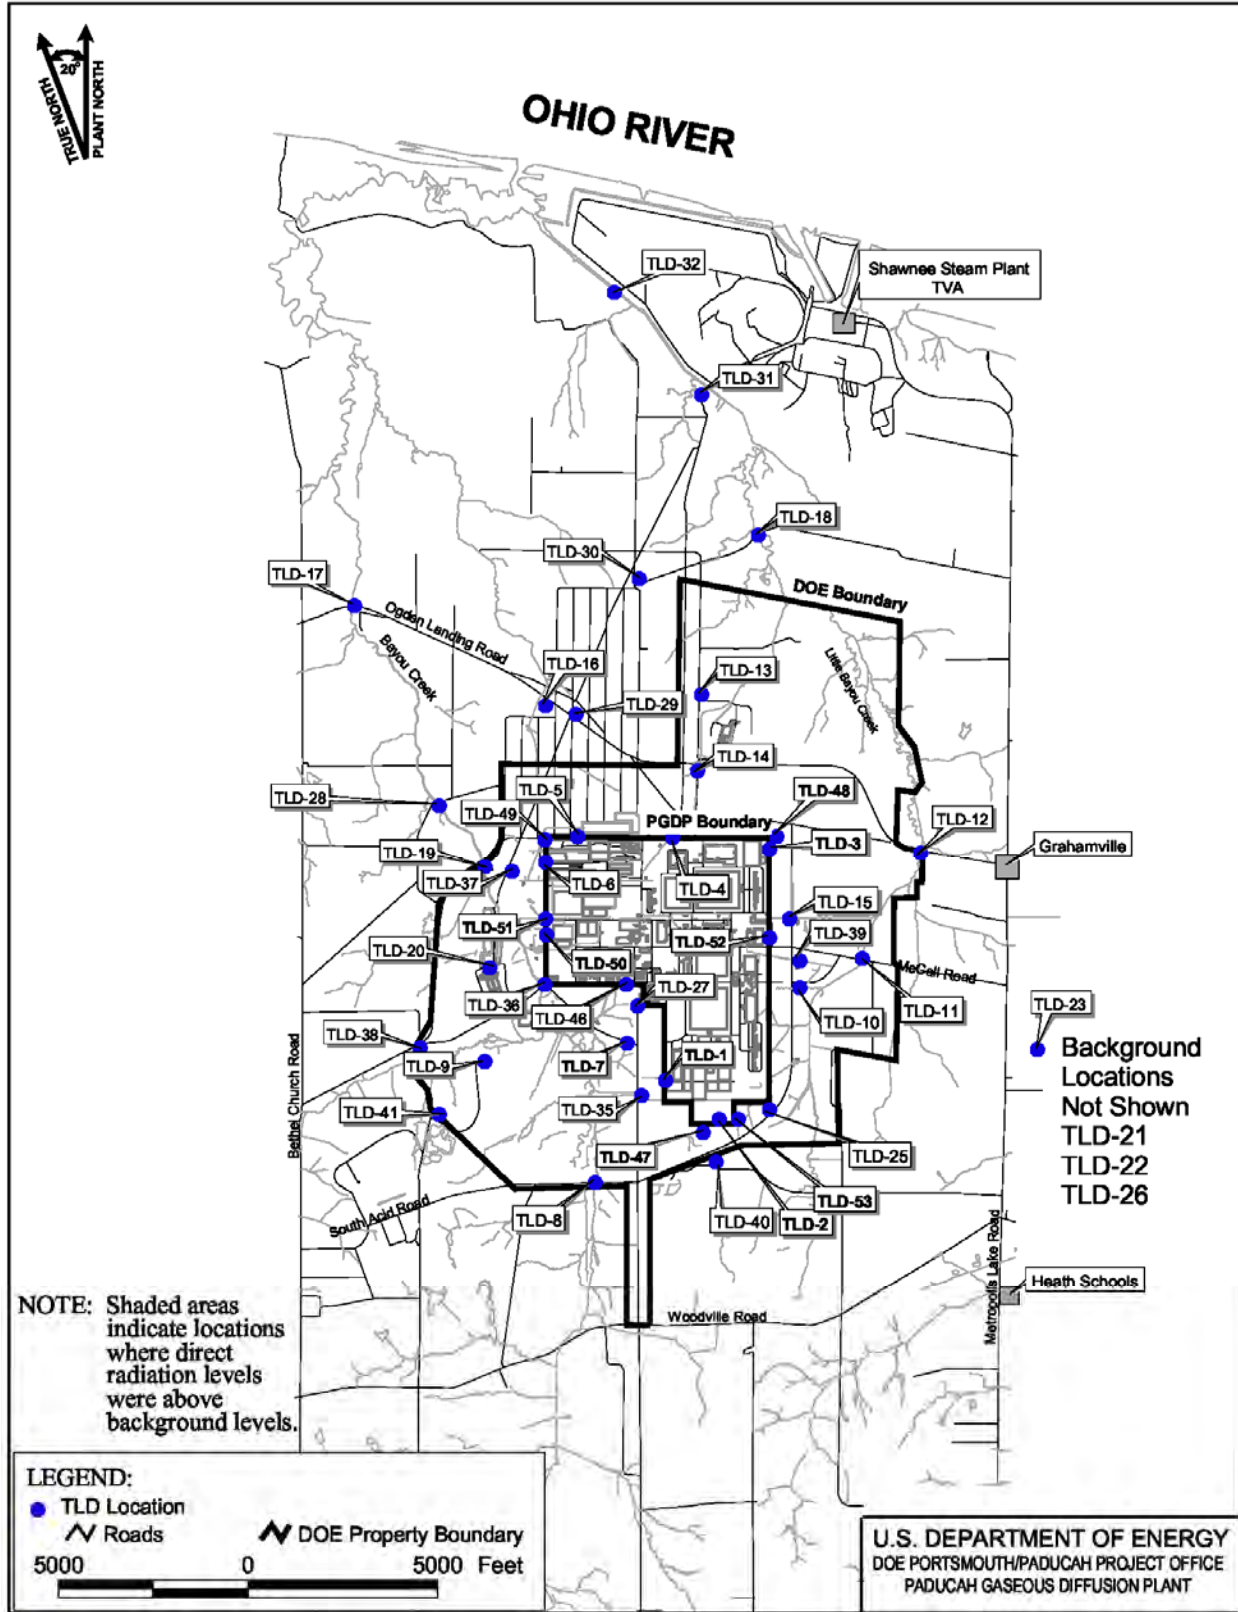 TRUE NORTH
20°
PLANT NORTH
OHIO RIVER
Shawnee Steam Plant
TVA
TLD-32
TLD-31
TLD-18
TLD-30
TLD-17
DOE Boundary
Ogden Landing Road
Bayou Creek
TLD-16
TLD-13
TLD-29
Little Bayou Creek
TLD-14
TLD-28
TLD-5
TLD-49
PGDP Boundary
TLD-48
TLD-12
TLD-3
Grahamville
TLD-19
TLD-37
TLD-6
TLD-4
TLD-15
TLD-51
TLD-52
TLD-39
TLD-20
TLD-50
McCall Road
TLD-36
TLD-27
TLD-11
TLD-10
TLD-46
TLD-23
TLD-38
TLD-9
TLD-7
TLD-1
Background
Locations
Not Shown
TLD-21
TLD-22
TLD-26
Bethel Church Road
TLD-41
TLD-35
TLD-47
TLD-25
South Acid Road
TLD-8
TLD-40
TLD-2
TLD-53
Metropolis Lake Road
Heath Schools
Woodville Road
NOTE: Shaded areas
indicate locations
where direct
radiation levels
were above
background levels.
LEGEND:
TLD Location
Roads
DOE Property Boundary
5000 0 5000 Feet
U.S. DEPARTMENT OF ENERGY
DOE PORTSMOUTH/PADUCAH PROJECT OFFICE
PADUCAH GASEOUS DIFFUSION PLANT